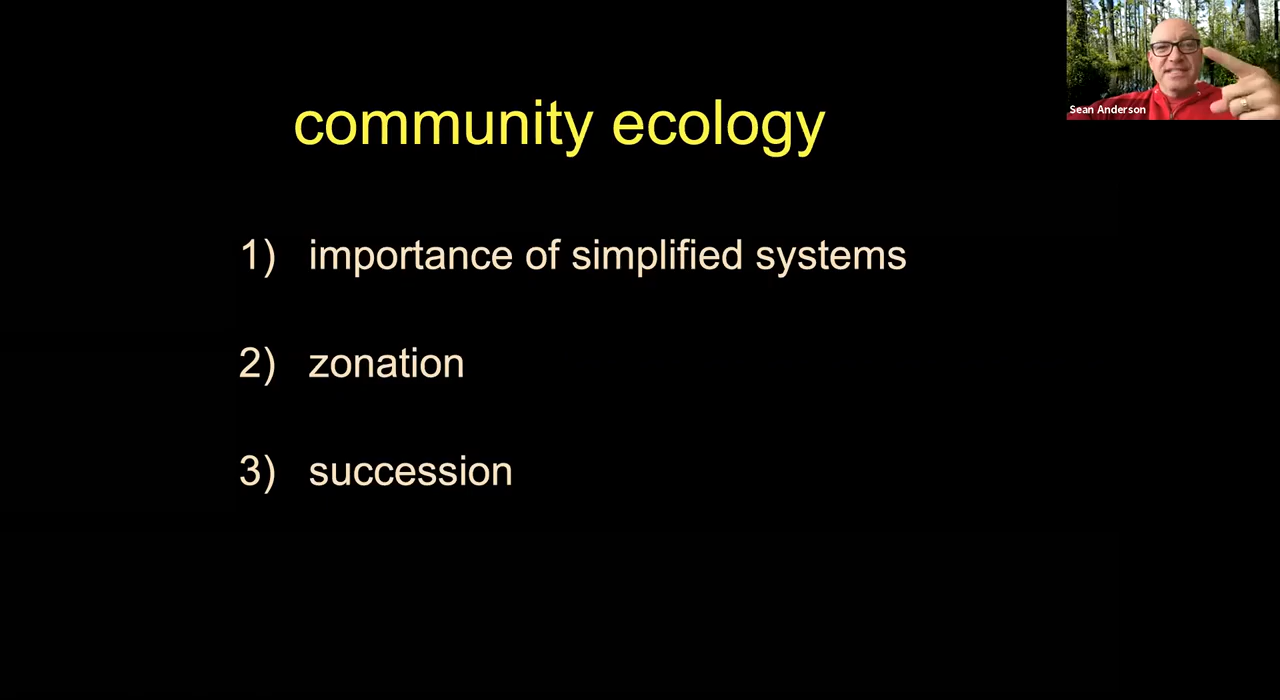 community ecology
Sean Anderson
1) importance of simplified systems
2) zonation
3) succession